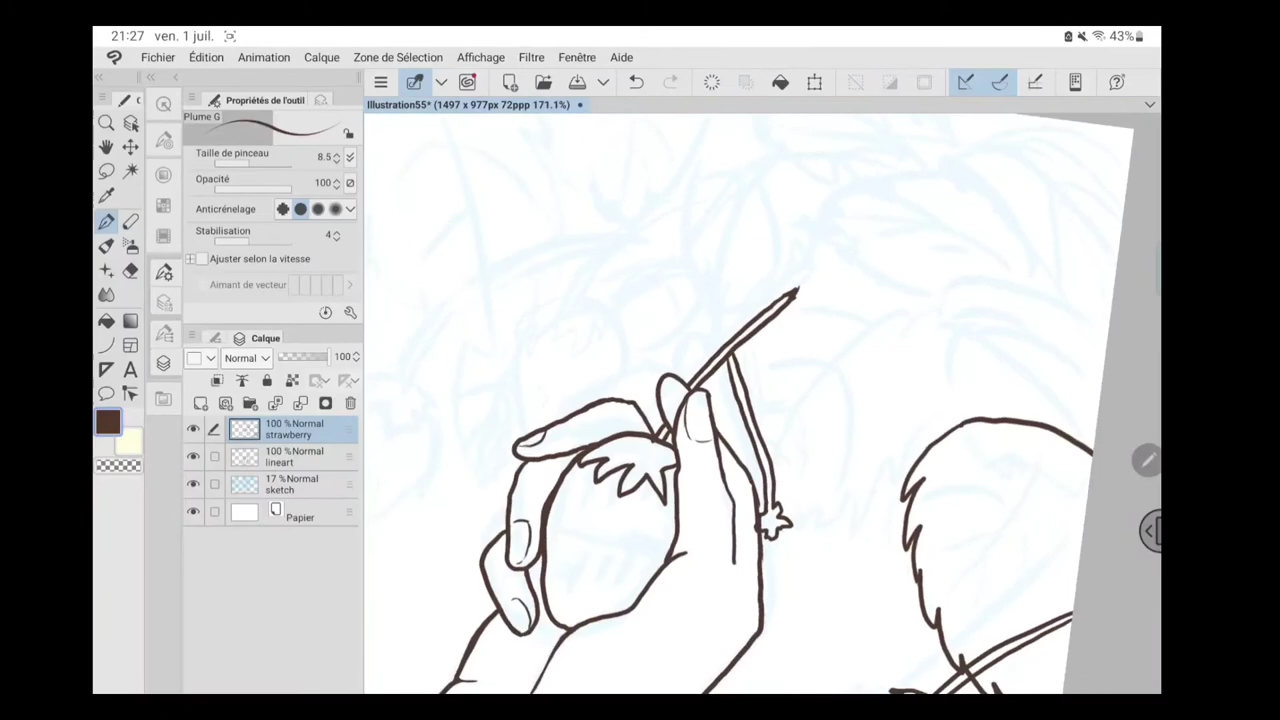 21:27 ven. 1 juil. 43%
Fichier Édition Animation Calque Zone de Sélection Affichage Filtre Fenêtre Aide
Propriétés de l'outil
Illustration55* (1497 x 977px 72ppp 171.1%)
Plume G
Taille de pinceau 8.5
Opacité 100
Anticrénelage
Stabilisation 4
Ajuster selon la vitesse
Aimant de vecteur
Calque
Normal 100
100 %Normal
strawberry
100 %Normal
lineart
17 %Normal
sketch
Papier